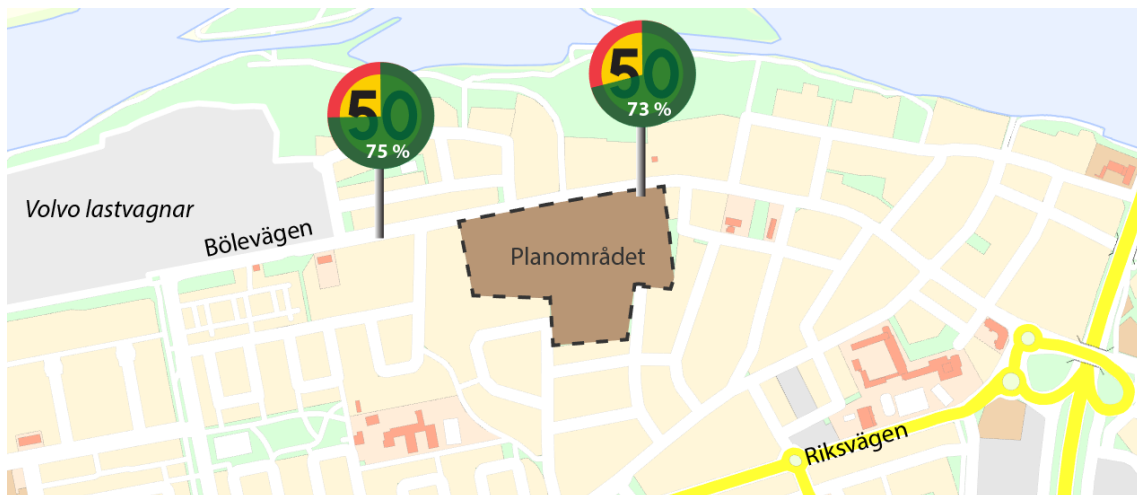 50
73 %
50
75 %
Volvo lastvagnar
Bölevägen
Planområdet
Riksvägen